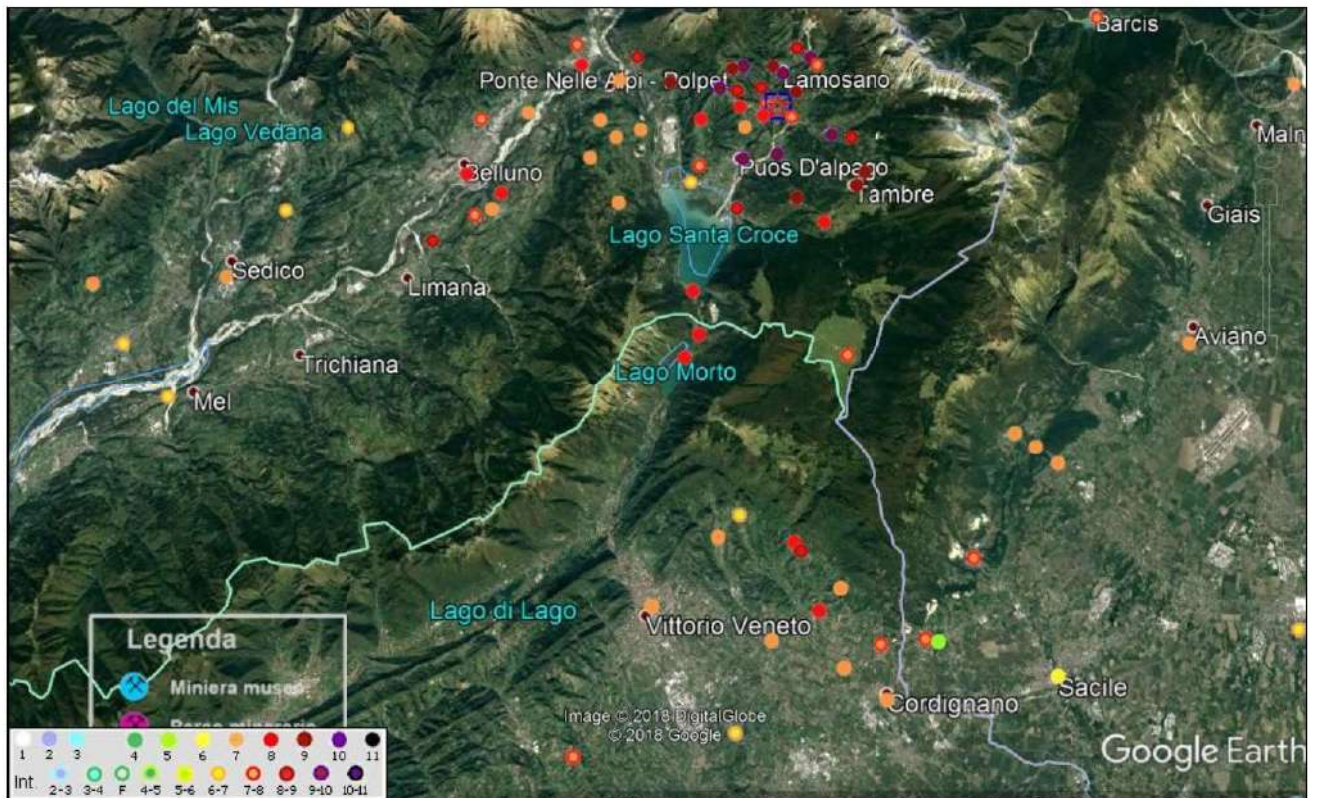 Barcis
Ponte Nelle Alpi - Polpet
Lamosano
Lago del Mis
Lago Vedana
Maln
Belluno
Puos D'alpago
Tambre
Giais
Lago Santa Croce
Sedico
Limana
Aviano
Trichiana
Lago Morto
Mel
Lago di Lago
Vittorio Veneto
Legenda
Miniera museo
Parco minerario
Sacile
Cordignano
Image © 2018 DigitalGlobe
© 2018 Google
Google Earth
1 2 3 4 5 6 7 8 9 10 11
Int. 2-3 3-4 F 4-5 5-6 6-7 7-8 8-9 9-10 10-11